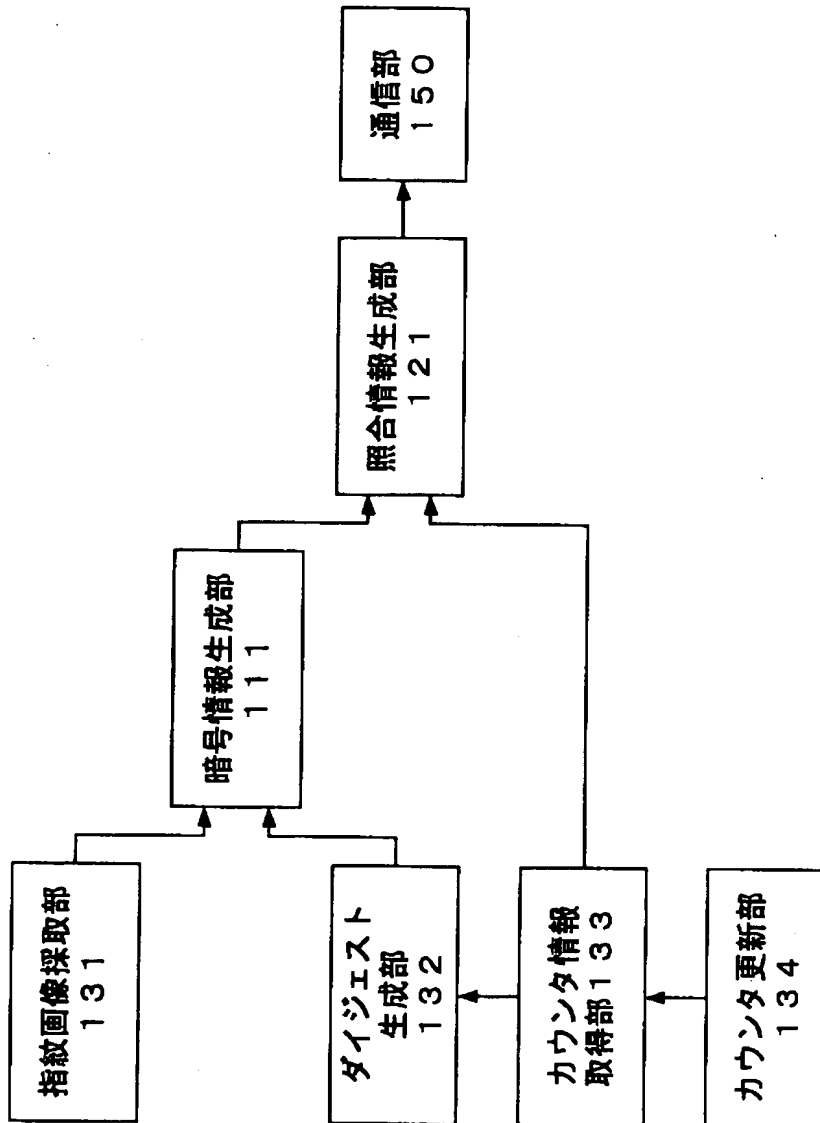 指紋画像採取部
131
ダイジェスト
生成部
132
カウンタ情報
取得部133
カウンタ更新部
134
暗号情報生成部
111
照合情報生成部
121
通信部
150